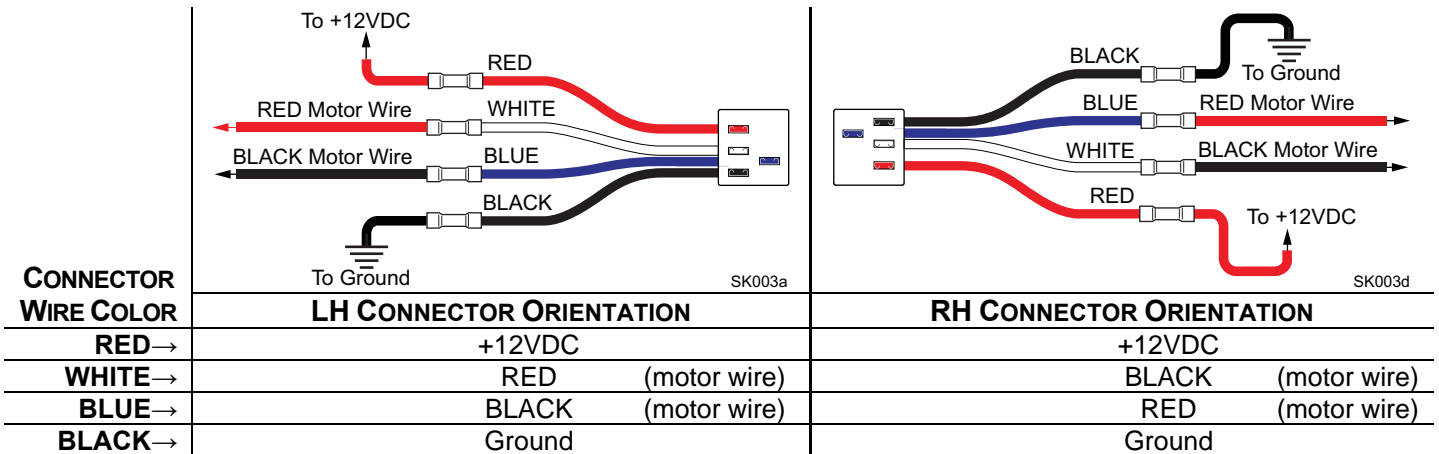 To +12VDC
RED
RED Motor Wire
WHITE
BLACK Motor Wire
BLUE
BLACK
To Ground
SK003a
BLACK
To Ground
BLUE
RED Motor Wire
WHITE
BLACK Motor Wire
RED
To +12VDC
SK003d
CONNECTOR
WIRE COLOR LH CONNECTOR ORIENTATION RH CONNECTOR ORIENTATION
RED→ +12VDC +12VDC
WHITE→ RED (motor wire) BLACK (motor wire)
BLUE→ BLACK (motor wire) RED (motor wire)
BLACK→ Ground Ground